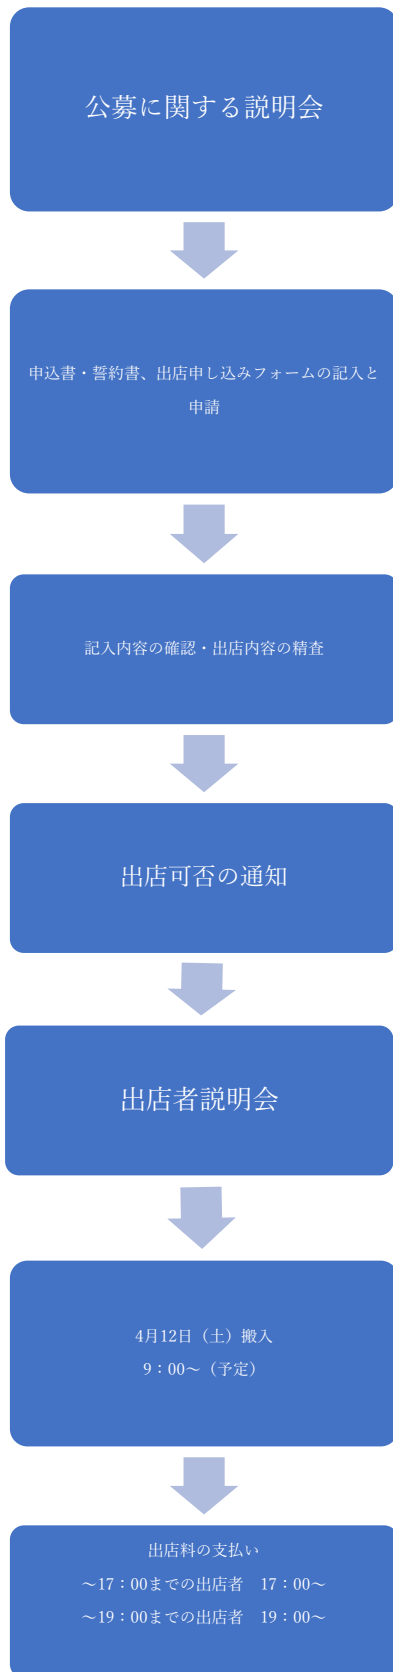 公募に関する説明会
申込書・誓約書、出店申し込みフォームの記入と
申請
記入内容の確認・出店内容の精査
出店可否の通知
出店者説明会
4月12日（土）搬入
9：00～（予定）
出店料の支払い
～17：00までの出店者　17：00～
～19：00までの出店者　19：00～